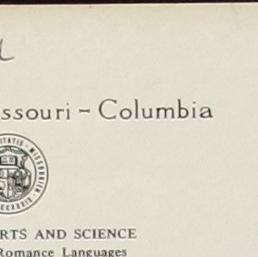 ssouri – Columbia
RTS AND SCIENCE
Romance Languages